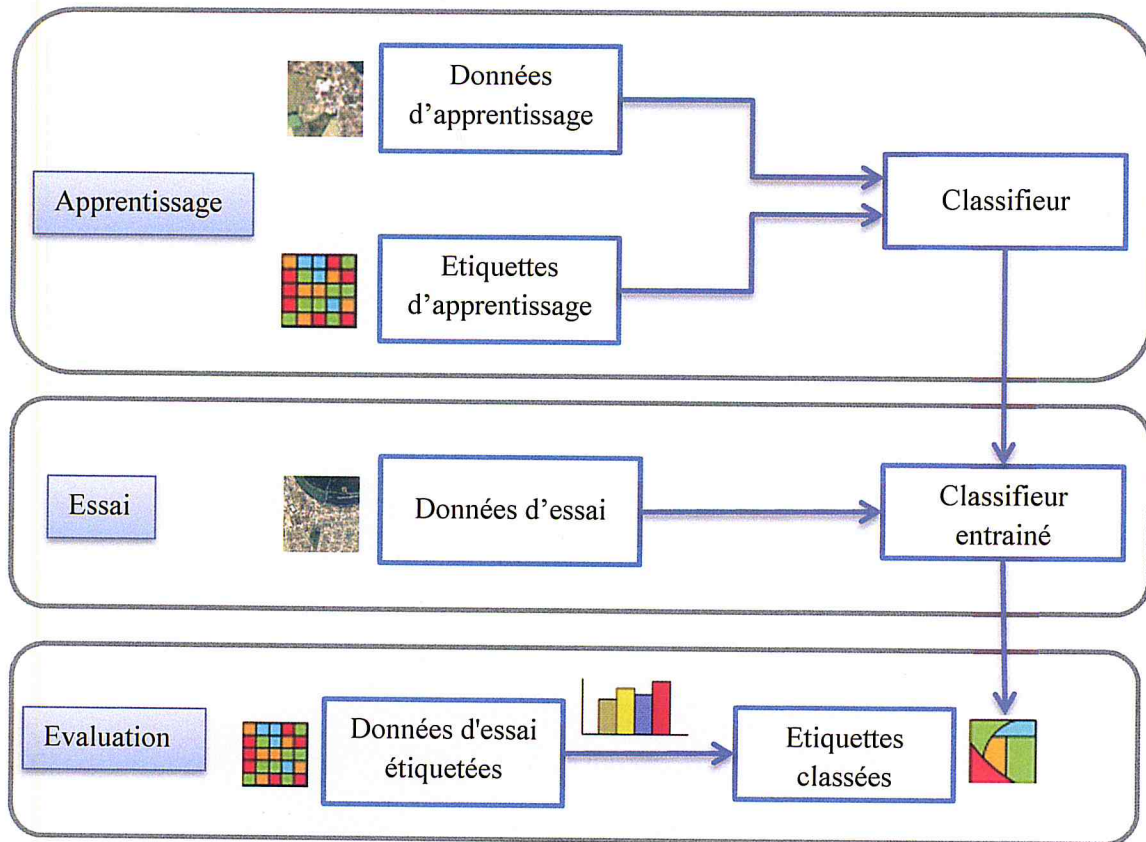 Données
d’apprentissage
Apprentissage
Classifieur
Etiquettes
d’apprentissage
Essai
Données d’essai
Classifieur
entrainé
Evaluation
Données d'essai
étiquetées
Etiquettes
classées